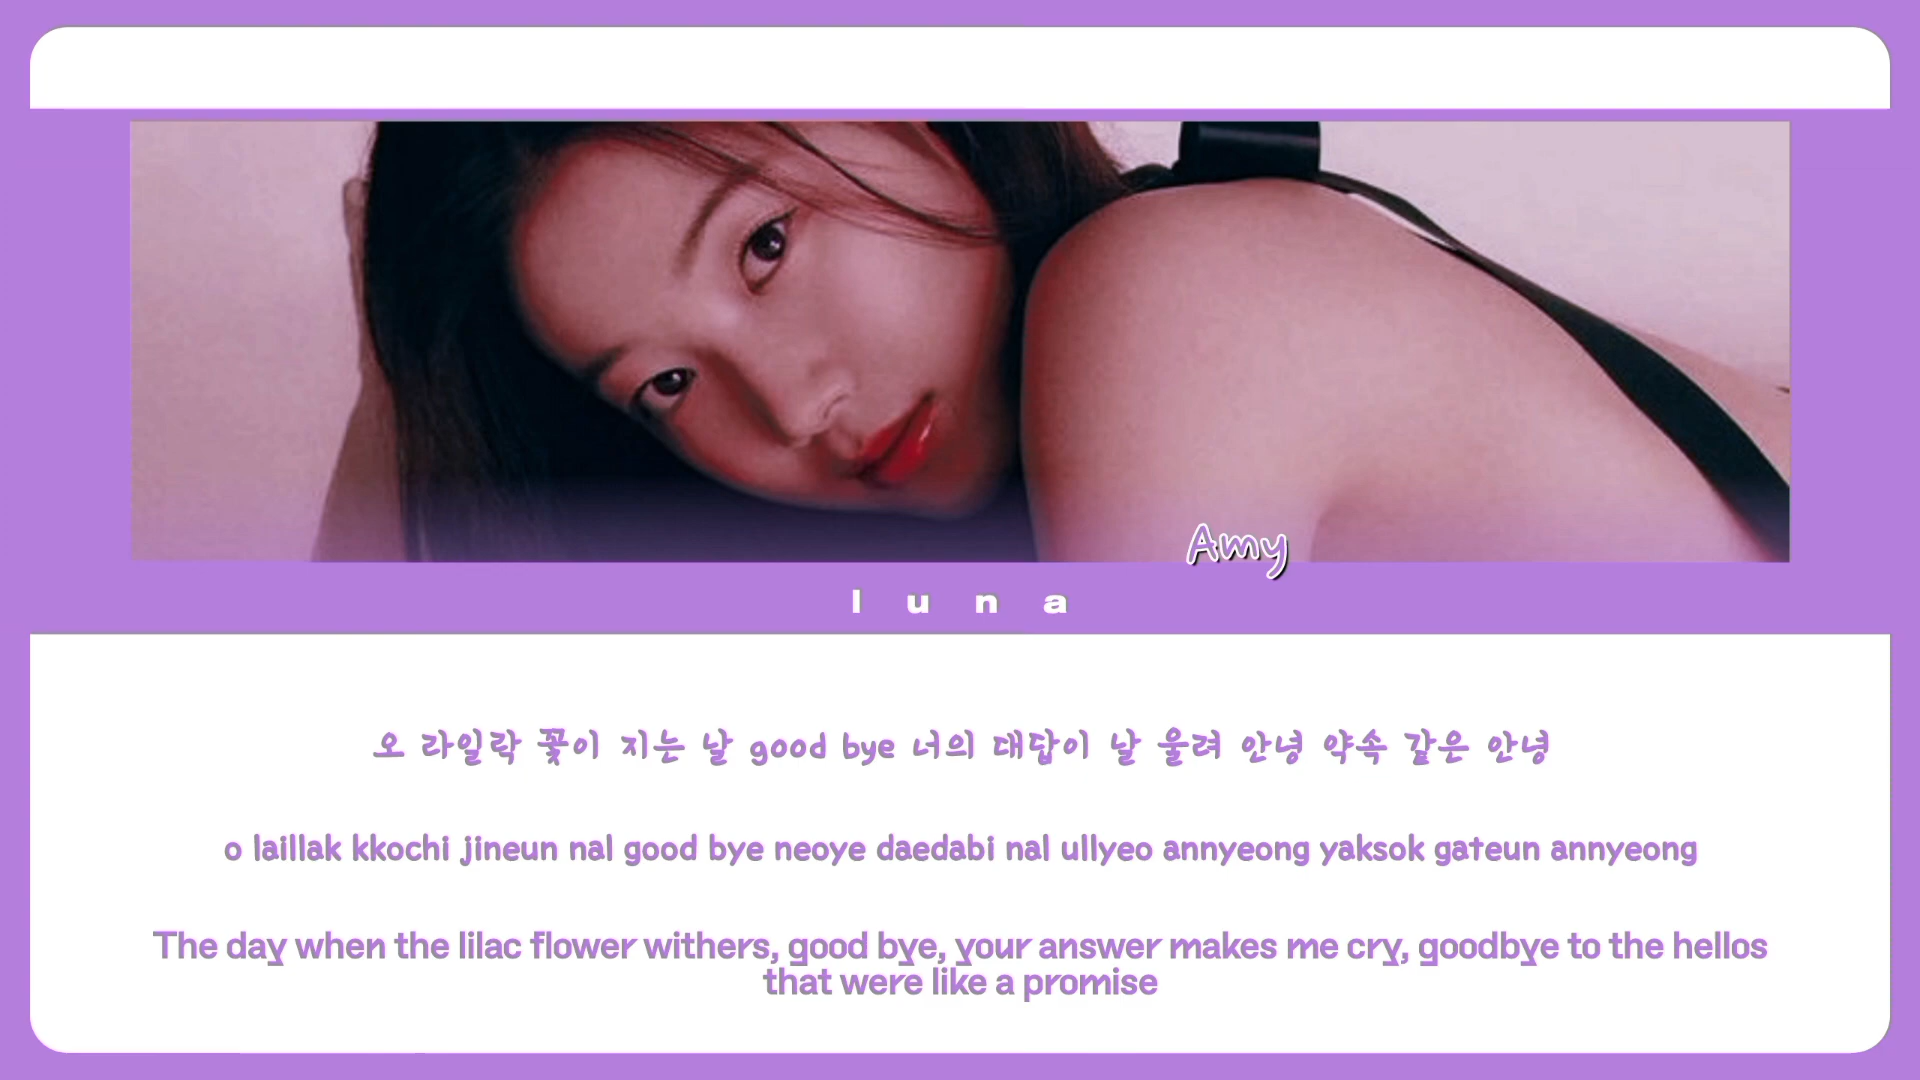 Amy
luna
오 라일락 꽃이 지는 날 good bye 너의 대답이 날 울려 안녕 약속 같은 안녕
o laillak kkochi jineun nal good bye neoye daedabi nal ullyeo annyeong yaksok gateun annyeong
The day when the lilac flower withers, good bye, your answer makes me cry, goodbye to the hellos
that were like a promise